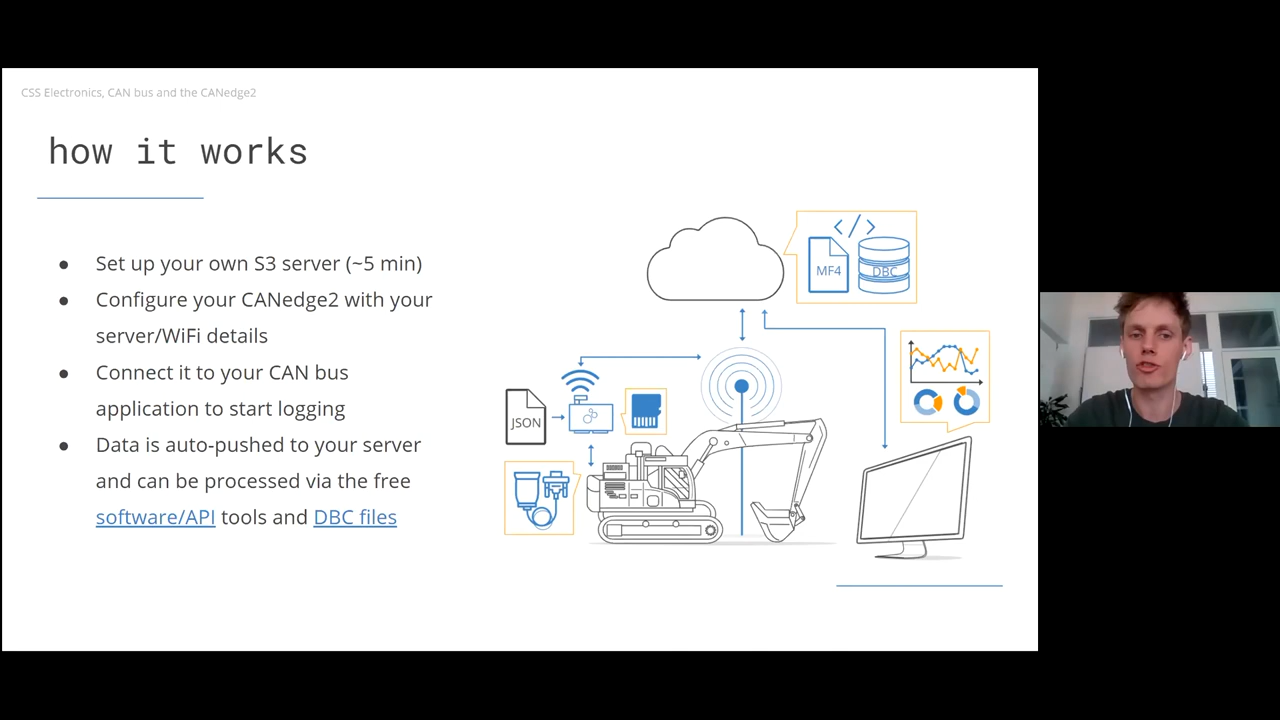 CSS Electronics, CAN bus and the CANedge2
how it works
● Set up your own S3 server (~5 min)
● Configure your CANedge2 with your
server/WiFi details
● Connect it to your CAN bus
application to start logging
● Data is auto-pushed to your server
and can be processed via the free
software/API tools and DBC files
</>
MF4
DBC
JSON